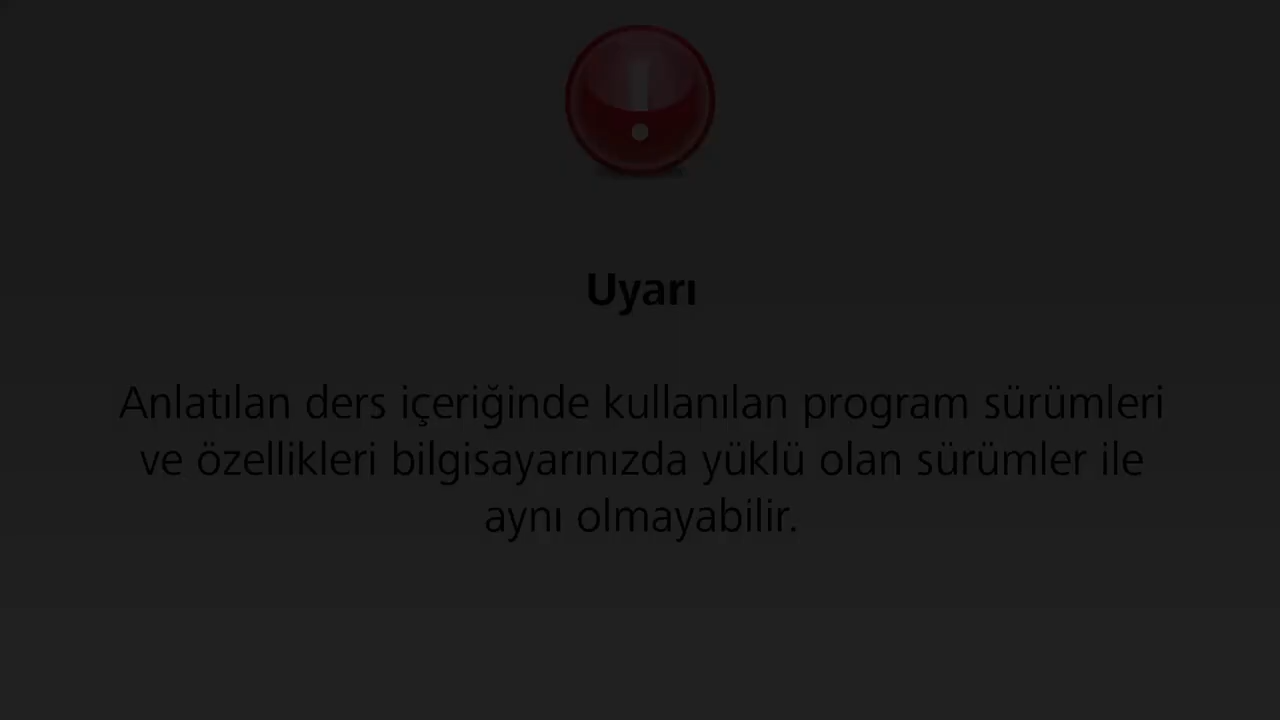 Uyarı
Anlatılan ders içeriğinde kullanılan program sürümleri
ve özellikleri bilgisayarınızda yüklü olan sürümler ile
aynı olmayabilir.